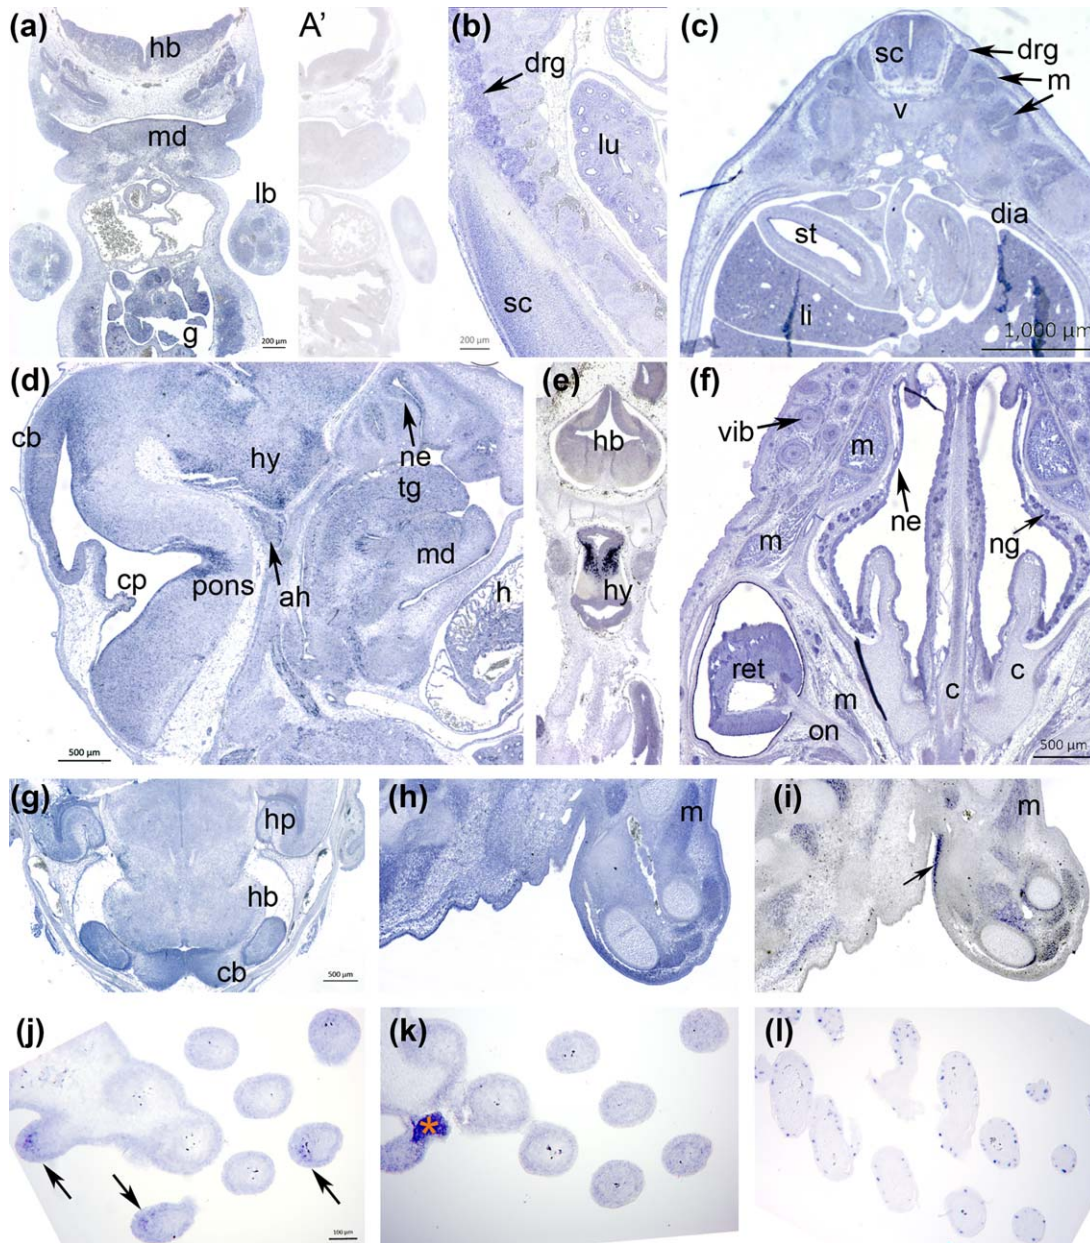 (a)
hb
md
lb
g
200 µm
A'
(b)
drg
lu
sc
200 µm
(c)
sc
drg
m
v
dia
st
li
1,000 µm
(d)
cb
hy
ne
tg
md
cp
pons
ah
h
500 µm
(e)
hb
hy
(f)
vib
m
ne
m
ng
ret
m
c
c
on
500 µm
(g)
hp
hb
cb
500 µm
(h)
m
(i)
m
(j)
100 µm
(k)
*
(l)